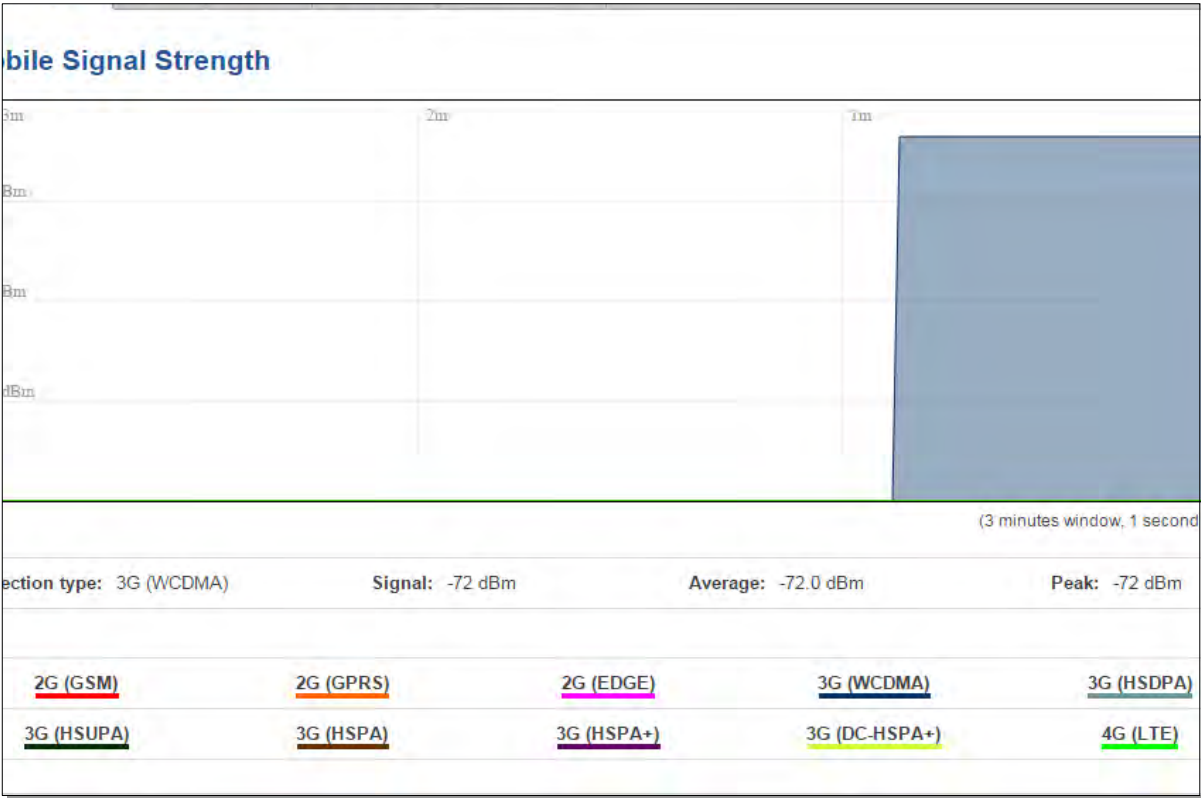 bile Signal Strength
3m 2m 1m
Bm
Bm
dBm
(3 minutes window, 1 second
ection type: 3G (WCDMA) Signal: -72 dBm Average: -72.0 dBm Peak: -72 dBm
2G (GSM) 2G (GPRS) 2G (EDGE) 3G (WCDMA) 3G (HSDPA)
3G (HSUPA) 3G (HSPA) 3G (HSPA+) 3G (DC-HSPA+) 4G (LTE)